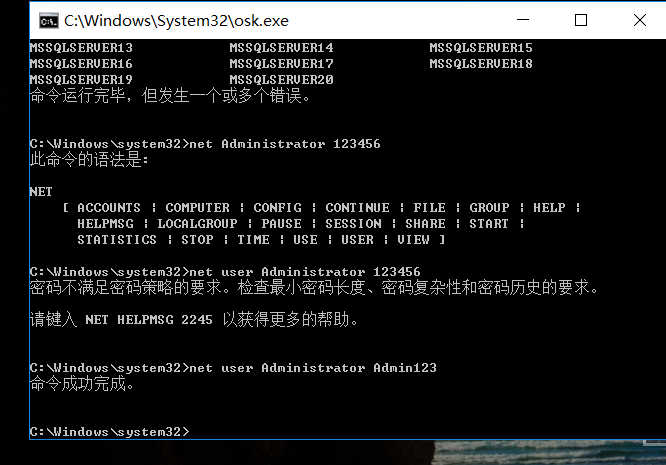 C:\Windows\System32\osk.exe
MSSQLSERVER13 MSSQLSERVER14 MSSQLSERVER15
MSSQLSERVER16 MSSQLSERVER17 MSSQLSERVER18
MSSQLSERVER19 MSSQLSERVER20
命令运行完毕，但发生一个或多个错误。
C:\Windows\system32>net Administrator 123456
此命令的语法是:
NET
[ ACCOUNTS | COMPUTER | CONFIG | CONTINUE | FILE | GROUP | HELP |
HELPMSG | LOCALGROUP | PAUSE | SESSION | SHARE | START |
STATISTICS | STOP | TIME | USE | USER | VIEW ]
C:\Windows\system32>net user Administrator 123456
密码不满足密码策略的要求。检查最小密码长度、密码复杂性和密码历史的要求。
请键入 NET HELPMSG 2245 以获得更多的帮助。
C:\Windows\system32>net user Administrator Admin123
命令成功完成。
C:\Windows\system32>